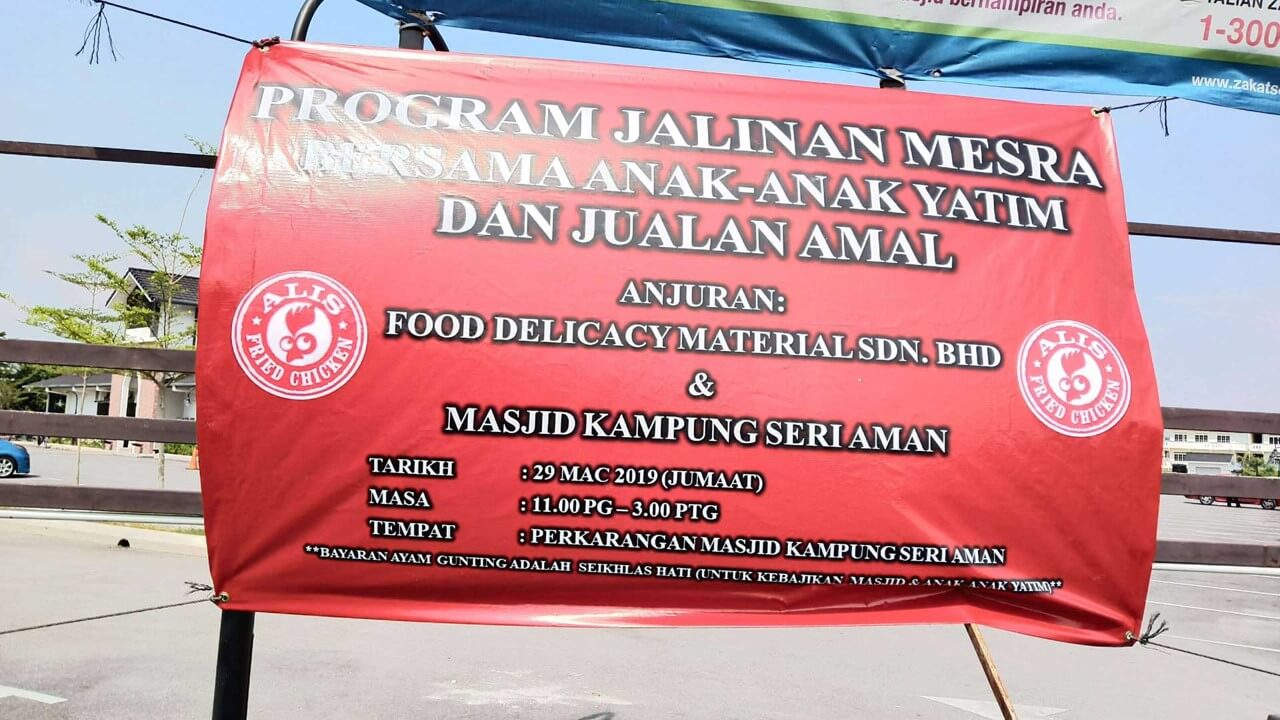 masjid berhampiran anda.
1-300
www.zakatse
PROGRAM JALINAN MESRA
BERSAMA ANAK-ANAK YATIM
DAN JUALAN AMAL
ANJURAN:
FOOD DELICACY MATERIAL SDN. BHD
&
MASJID KAMPUNG SERI AMAN
ALIS
FRIED CHICKEN
ALIS
FRIED CHICKEN
TARIKH : 29 MAC 2019 (JUMAAT)
MASA : 11.00 PG – 3.00 PTG
TEMPAT : PERKARANGAN MASJID KAMPUNG SERI AMAN
**BAYARAN AYAM GUNTING ADALAH SEIKHLAS HATI (UNTUK KEBAJIKAN MASJID & ANAK ANAK YATIM)**